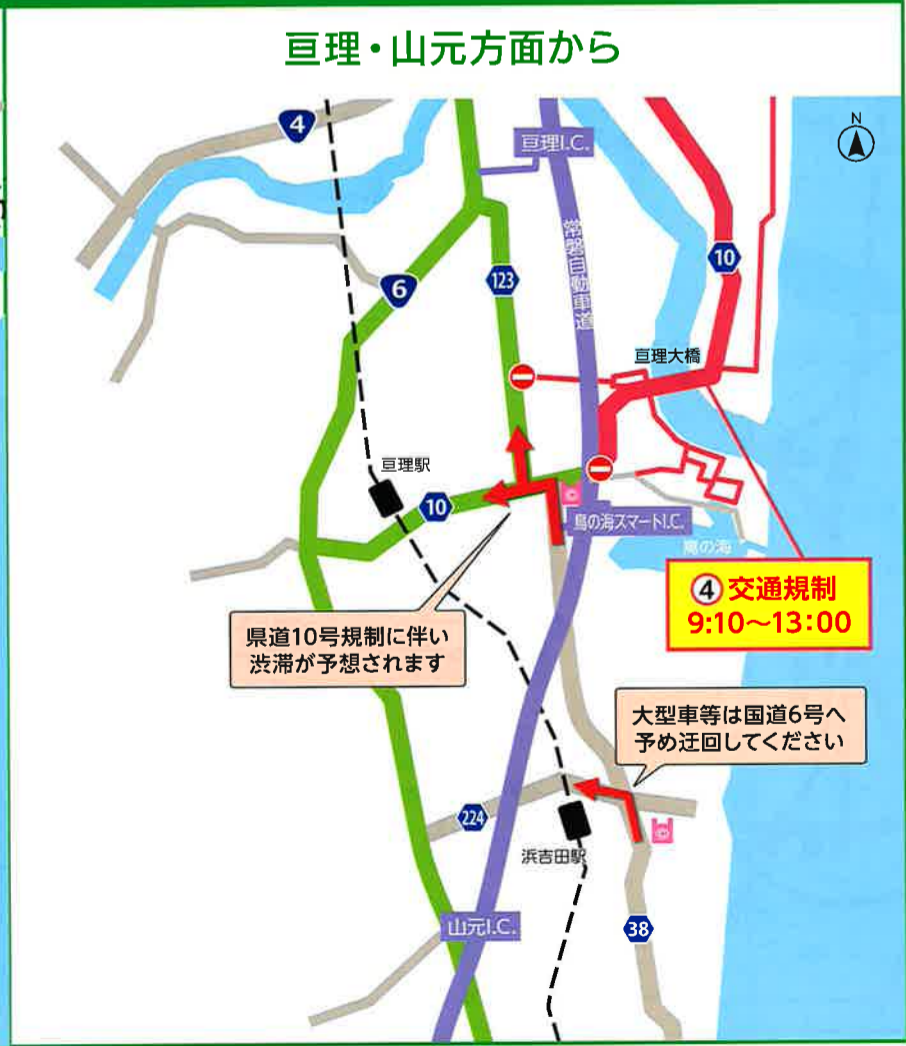 亘理・山元方面から
N
4
亘理I.C.
常磐自動車道
10
6
123
亘理大橋
亘理駅
10
鳥の海スマートI.C.
鳥の海
④ 交通規制
9:10～13:00
県道10号規制に伴い
渋滞が予想されます
大型車等は国道6号へ
予め迂回してください
224
浜吉田駅
山元I.C.
38